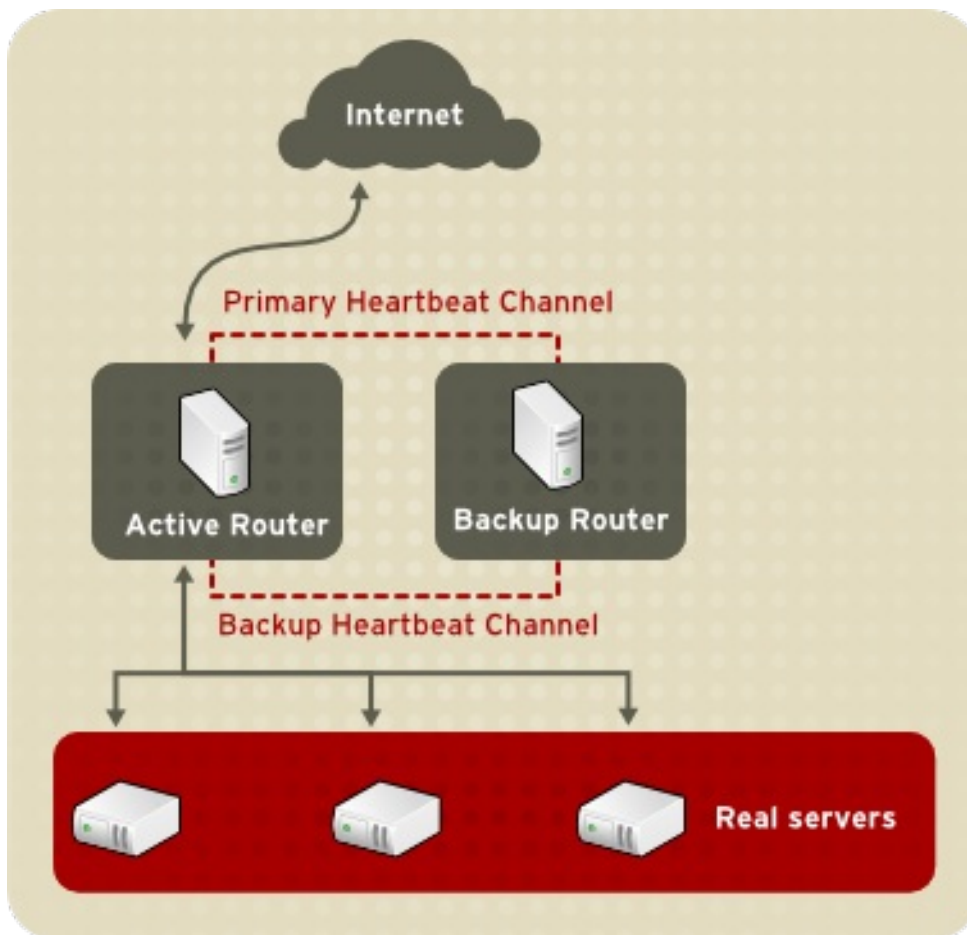 Internet
Primary Heartbeat Channel
Active Router
Backup Router
Backup Heartbeat Channel
Real servers